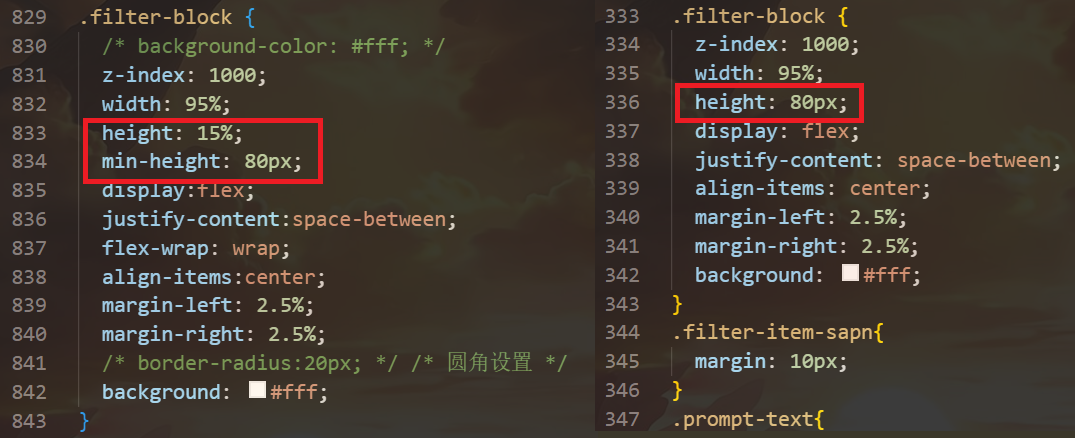 829 .filter-block {
830 /* background-color: #fff; */
831 z-index: 1000;
832 width: 95%;
833 height: 15%;
834 min-height: 80px;
835 display:flex;
836 justify-content:space-between;
837 flex-wrap: wrap;
838 align-items:center;
839 margin-left: 2.5%;
840 margin-right: 2.5%;
841 /* border-radius:20px; */ /* 圆角设置 */
842 background: #fff;
843 }
333 .filter-block {
334 z-index: 1000;
335 width: 95%;
336 height: 80px;
337 display: flex;
338 justify-content: space-between;
339 align-items: center;
340 margin-left: 2.5%;
341 margin-right: 2.5%;
342 background: #fff;
343 }
344 .filter-item-sapn{
345 margin: 10px;
346 }
347 .prompt-text{